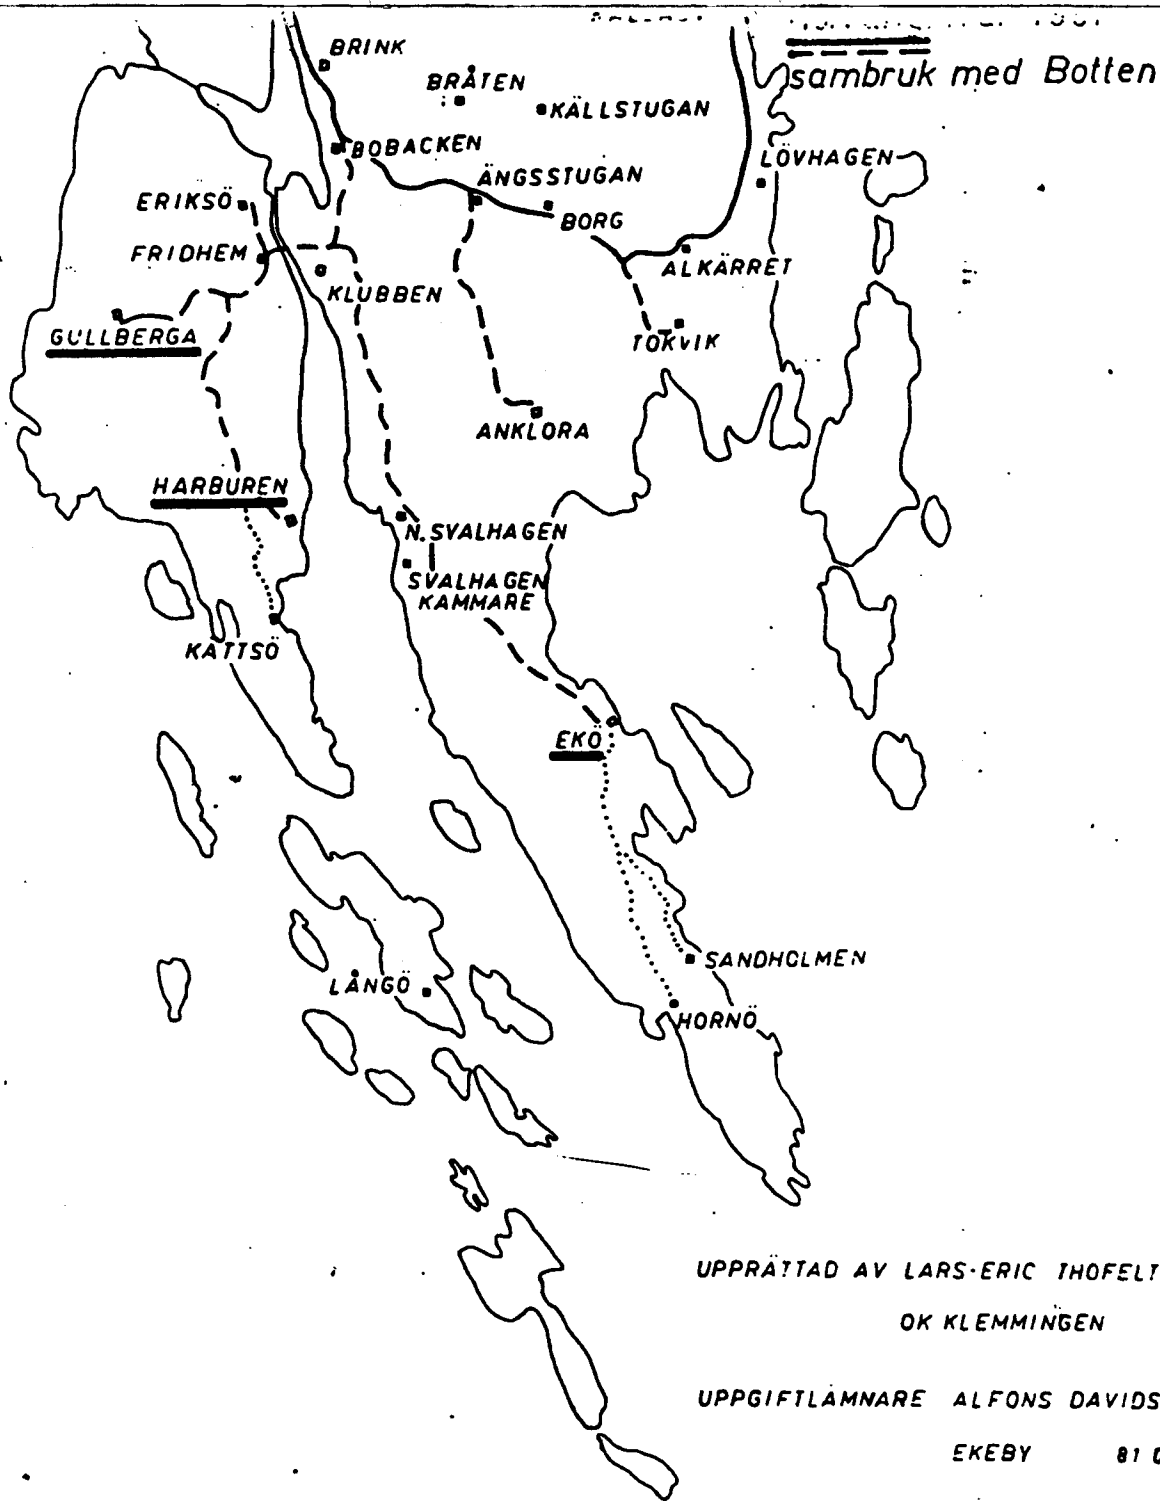 sambruk med Botten
BRINK
BRÅTEN
KÄLLSTUGAN
BOBACKEN
LÖVHAGEN
ÄNGSSTUGAN
ERIKSÖ
BORG
FRIDHEM
ALKÄRRET
KLUBBEN
GULLBERGA
TOKVIK
ANKLORA
HARBUREN
N.SVALHAGEN
SVALHAGEN
KAMMARE
KATTSÖ
EKÖ
SANDHOLMEN
LÅNGÖ
HORNÖ
UPPRÄTTAD AV LARS-ERIC THOFELT
OK KLEMMINGEN
UPPGIFTLÄMNARE ALFONS DAVIDS
EKEBY 81 0